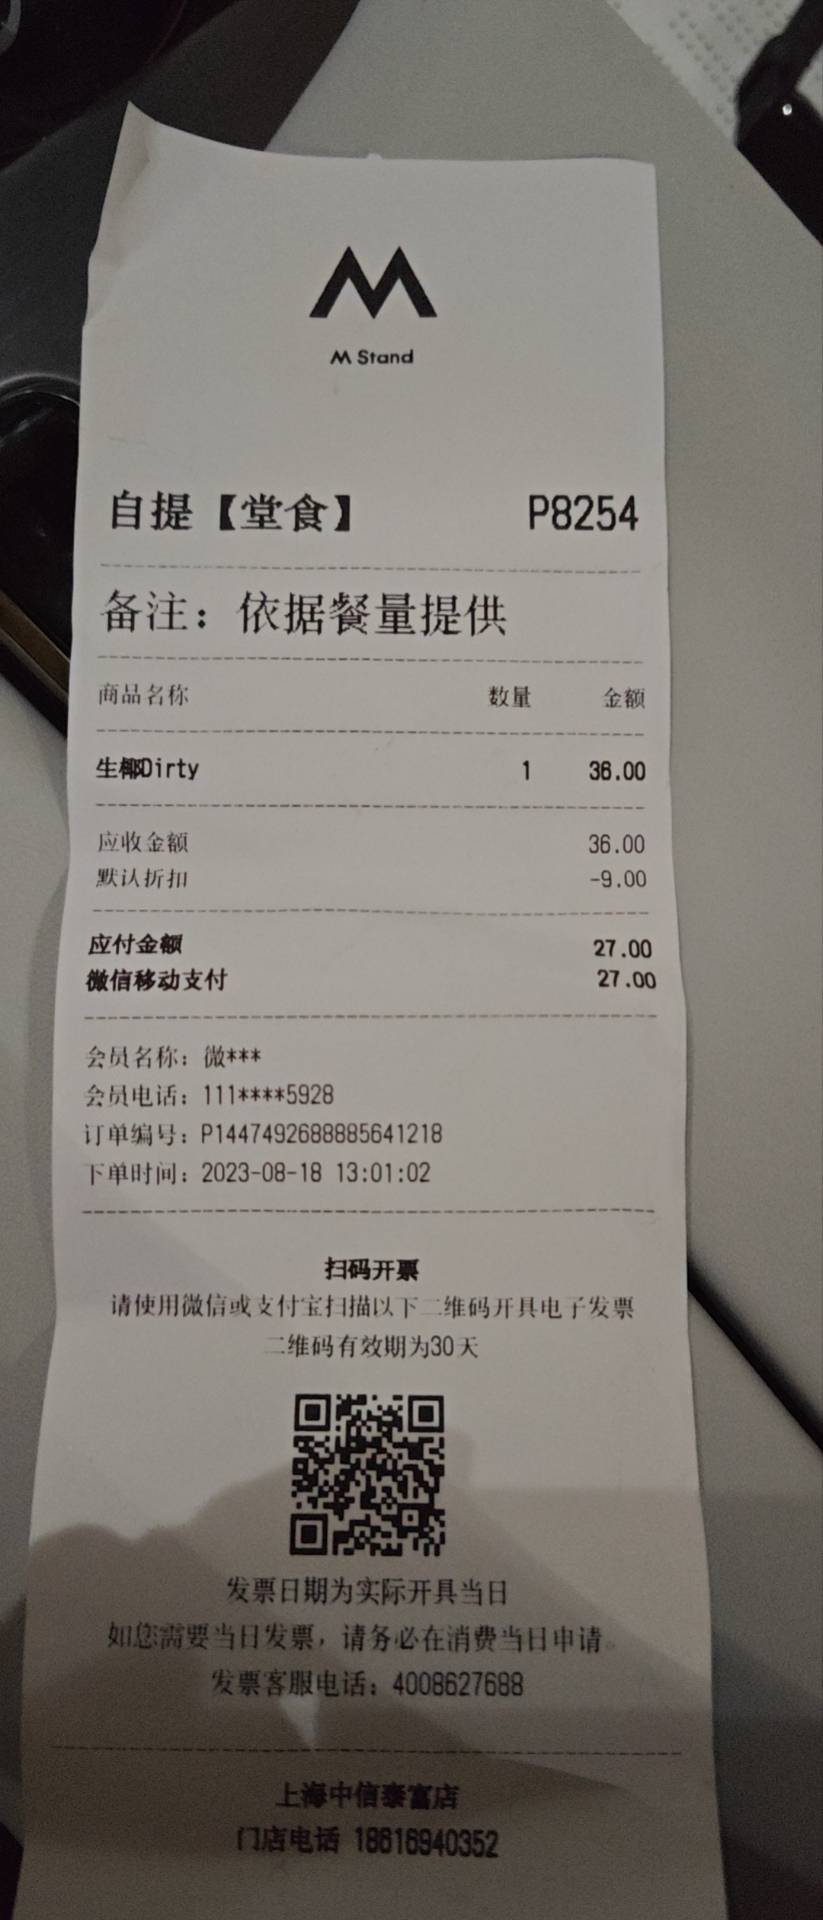 M
M Stand
自提【堂食】 P8254
备注：依据餐量提供
商品名称 数量 金额
生椰Dirty 1 36.00
应收金额 36.00
默认折扣 -9.00
应付金额 27.00
微信移动支付 27.00
会员名称：微***
会员电话：111****5928
订单编号：P1447492688885641218
下单时间：2023-08-18 13:01:02
扫码开票
请使用微信或支付宝扫描以下二维码开具电子发票
二维码有效期为30天
发票日期为实际开具当日
如您需要当日发票，请务必在消费当日申请。
发票客服电话：4008627688
上海中信泰富店
门店电话 18616940352